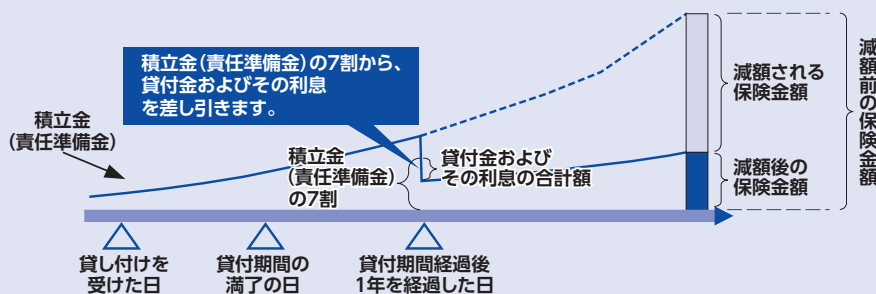 積立金(責任準備金)の7割から、
貸付金およびその利息
を差し引きます。
積立金
(責任準備金)
積立金
(責任準備金)
の7割
貸付金および
その利息の合計額
減額される
保険金額
減額後の
保険金額
減額前の保険金額
貸し付けを
受けた日
貸付期間の
満了の日
貸付期間経過後
1年を経過した日